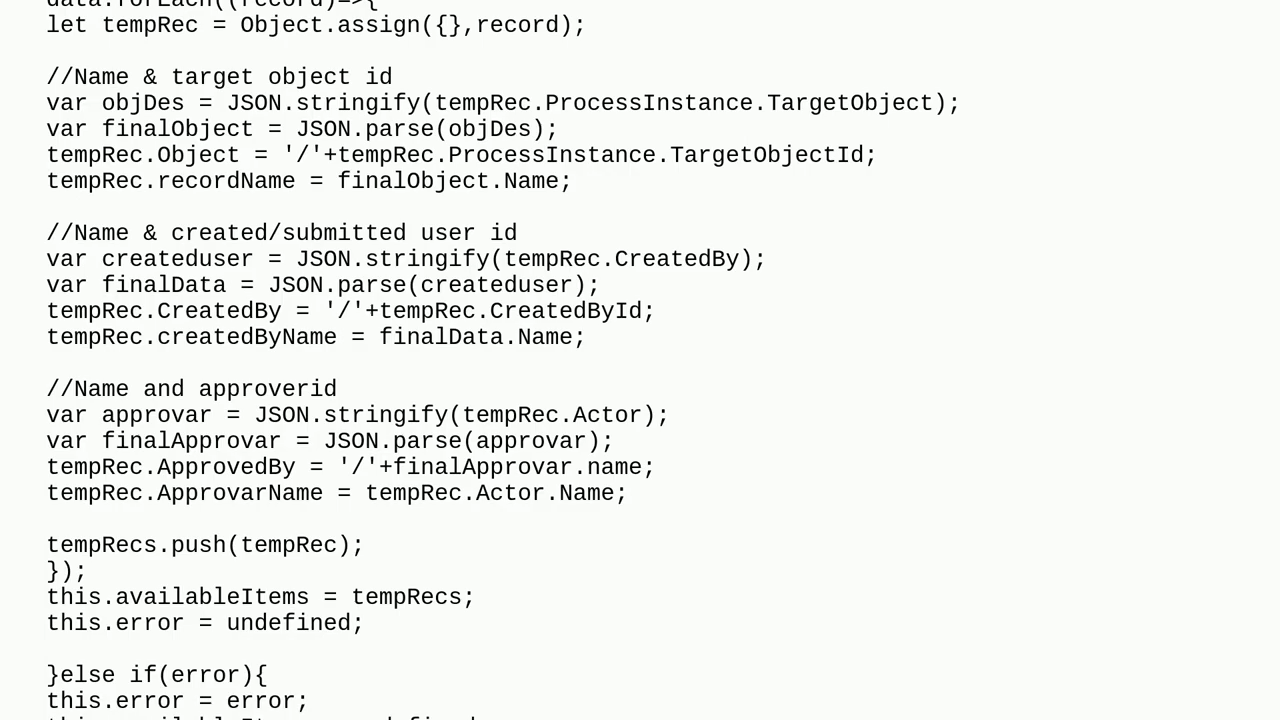 data.forEach((record)=>{
let tempRec = Object.assign({},record);
//Name & target object id
var objDes = JSON.stringify(tempRec.ProcessInstance.TargetObject);
var finalObject = JSON.parse(objDes);
tempRec.Object = '/'+tempRec.ProcessInstance.TargetObjectId;
tempRec.recordName = finalObject.Name;
//Name & created/submitted user id
var createduser = JSON.stringify(tempRec.CreatedBy);
var finalData = JSON.parse(createduser);
tempRec.CreatedBy = '/'+tempRec.CreatedById;
tempRec.createdByName = finalData.Name;
//Name and approverid
var approvar = JSON.stringify(tempRec.Actor);
var finalApprovar = JSON.parse(approvar);
tempRec.ApprovedBy = '/'+finalApprovar.name;
tempRec.ApprovarName = tempRec.Actor.Name;
tempRecs.push(tempRec);
});
this.availableItems = tempRecs;
this.error = undefined;
}else if(error){
this.error = error;